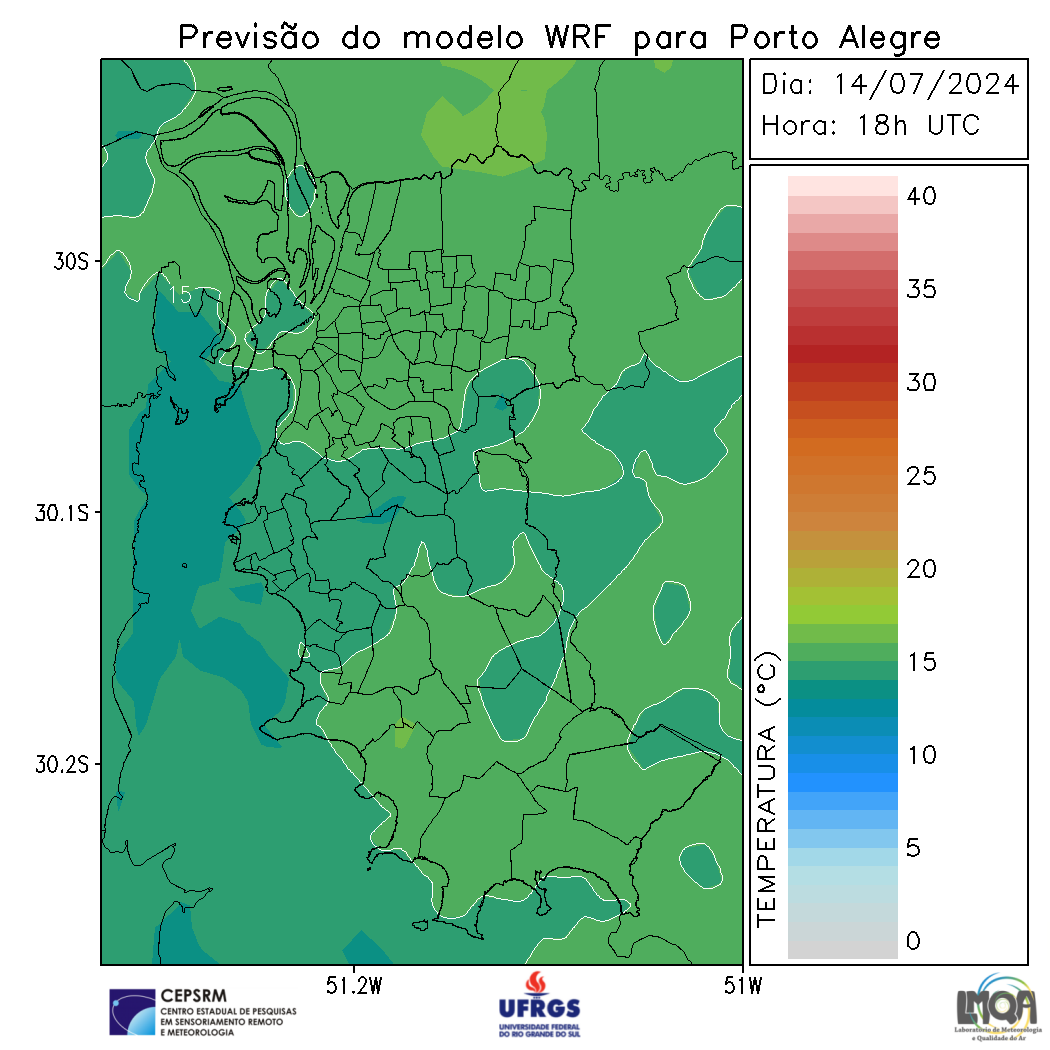 Previsão do modelo WRF para Porto Alegre
Dia: 14/07/2024
Hora: 18h UTC
30S
30.1S
30.2S
51.2W
51W
15
TEMPERATURA (°C)
40
35
30
25
20
15
10
5
0
CEPSRM
CENTRO ESTADUAL DE PESQUISAS
EM SENSORIAMENTO REMOTO
E METEOROLOGIA
UFRGS
UNIVERSIDADE FEDERAL
DO RIO GRANDE DO SUL
LMQA
Laboratório de Meteorologia
e Qualidade do Ar